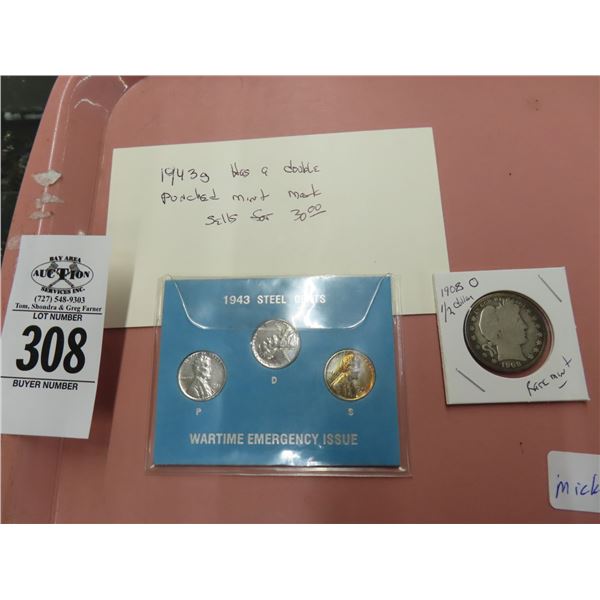 1943s Has a double
Punched mint mark
Sells for 30.00
BAY AREA
AUCTION
SERVICES INC.
(727) 548-9303
Tom, Shondra & Greg Farner
LOT NUMBER
308
BUYER NUMBER
1943 STEEL CENTS
P
D
S
WARTIME EMERGENCY ISSUE
1908 O
1/2 dollar
1908
Rare mint
Mick